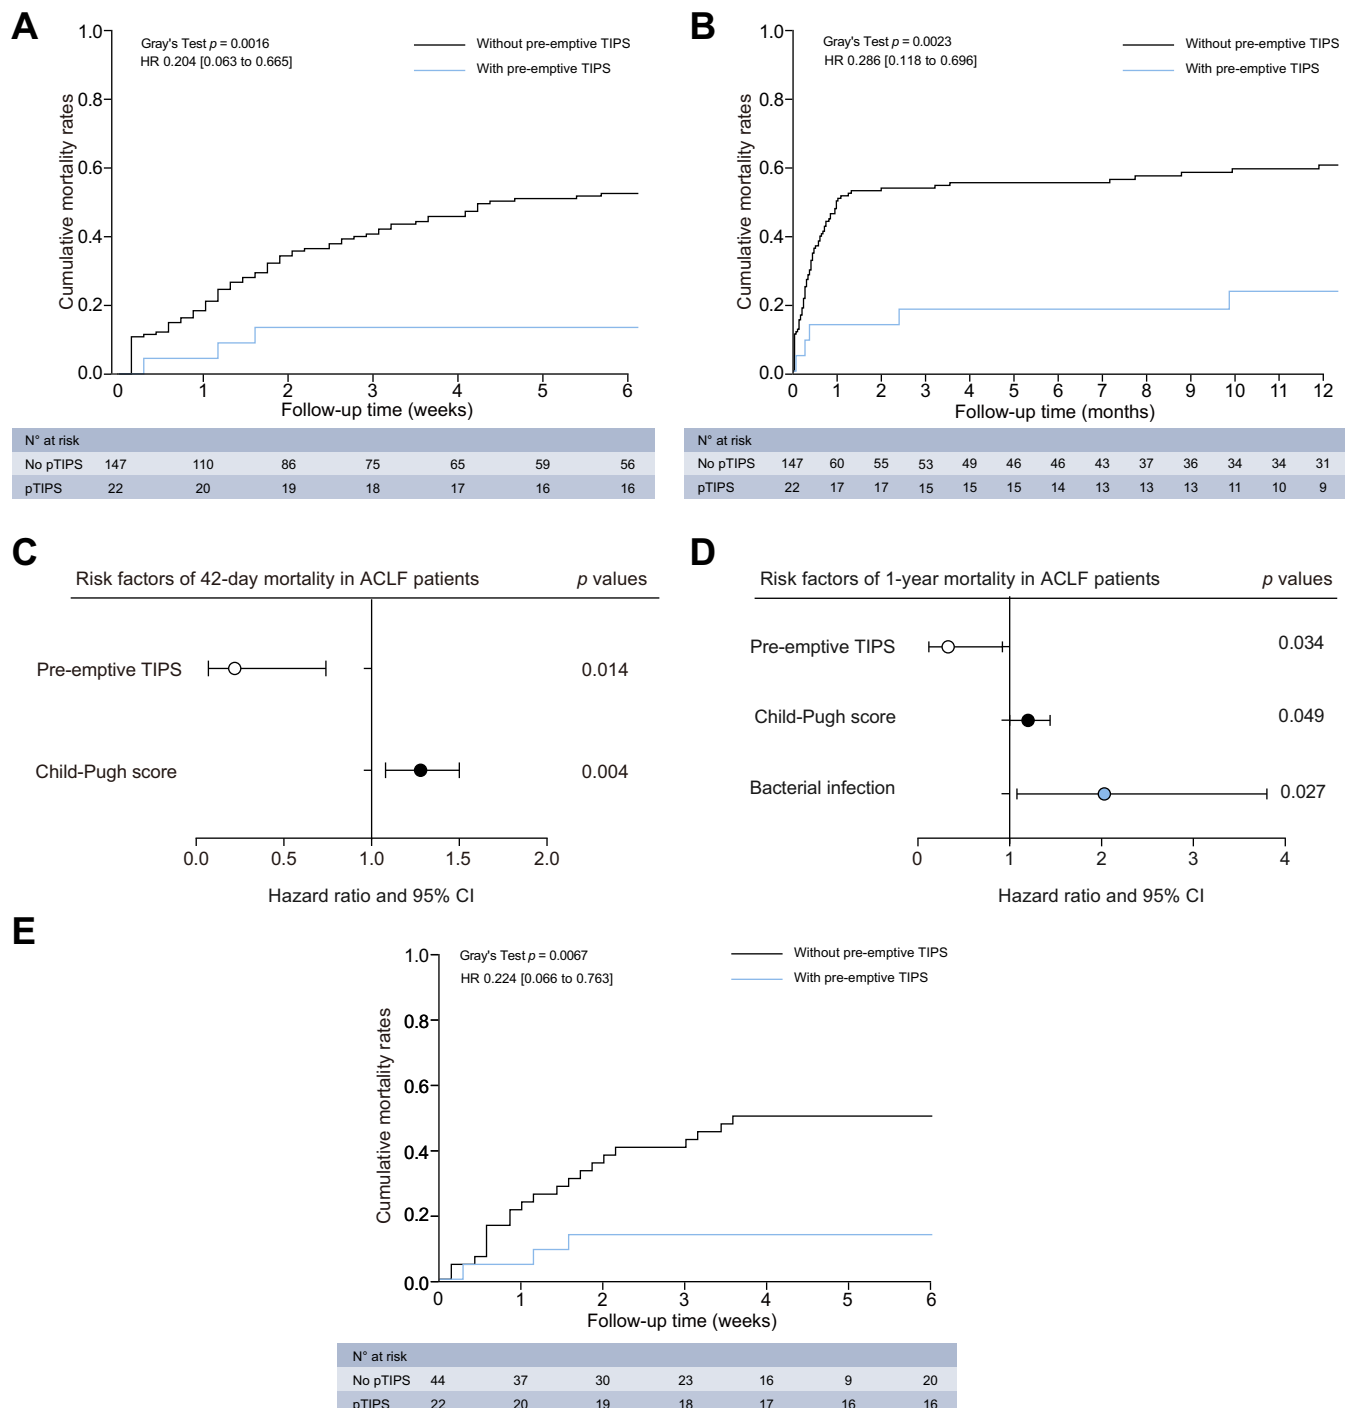 A
Gray's Test p = 0.0016
HR 0.204 [0.063 to 0.665]
Without pre-emptive TIPS
With pre-emptive TIPS
Cumulative mortality rates
1.0
0.8
0.6
0.4
0.2
0.0
0 1 2 3 4 5 6
Follow-up time (weeks)
N° at risk
No pTIPS 147 110 86 75 65 59 56
pTIPS 22 20 19 18 17 16 16
B
Gray's Test p = 0.0023
HR 0.286 [0.118 to 0.696]
Without pre-emptive TIPS
With pre-emptive TIPS
Cumulative mortality rates
1.0
0.8
0.6
0.4
0.2
0.0
0 1 2 3 4 5 6 7 8 9 10 11 12
Follow-up time (months)
N° at risk
No pTIPS 147 60 55 53 49 46 46 43 37 36 34 34 31
pTIPS 22 17 17 15 15 15 14 13 13 13 11 10 9
C
Risk factors of 42-day mortality in ACLF patients p values
Pre-emptive TIPS 0.014
Child-Pugh score 0.004
0.0 0.5 1.0 1.5 2.0
Hazard ratio and 95% CI
D
Risk factors of 1-year mortality in ACLF patients p values
Pre-emptive TIPS 0.034
Child-Pugh score 0.049
Bacterial infection 0.027
0 1 2 3 4
Hazard ratio and 95% CI
E
Gray's Test p = 0.0067
HR 0.224 [0.066 to 0.763]
Without pre-emptive TIPS
With pre-emptive TIPS
Cumulative mortality rates
1.0
0.8
0.6
0.4
0.2
0.0
0 1 2 3 4 5 6
Follow-up time (weeks)
N° at risk
No pTIPS 44 37 30 23 16 9 20
pTIPS 22 20 19 18 17 16 16